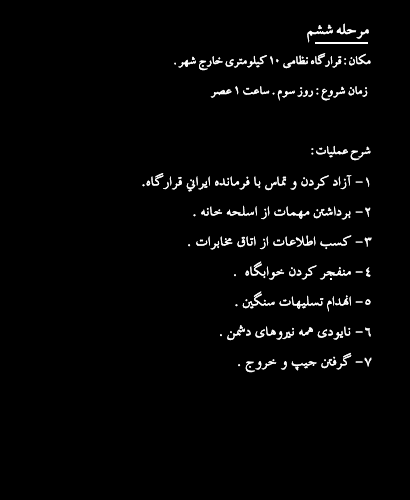 مرحله ششم
مکان : قرارگاه نظامی ۱۰ کیلومتری خارج شهر .
زمان شروع : روز سوم . ساعت ۱ عصر
شرح عملیات :
۱- آزاد کردن و تماس با فرمانده ایراني قرارگاه.
۲- برداشتن مهمات از اسلحه خانه .
۳- کسب اطلاعات از اتاق مخابرات .
٤- منفجر کردن خوابگاه .
٥- انهدام تسلیهات سنگین .
٦- نابودی همه نیروهای دشمن .
۷- گرفتن جیپ و خروج .